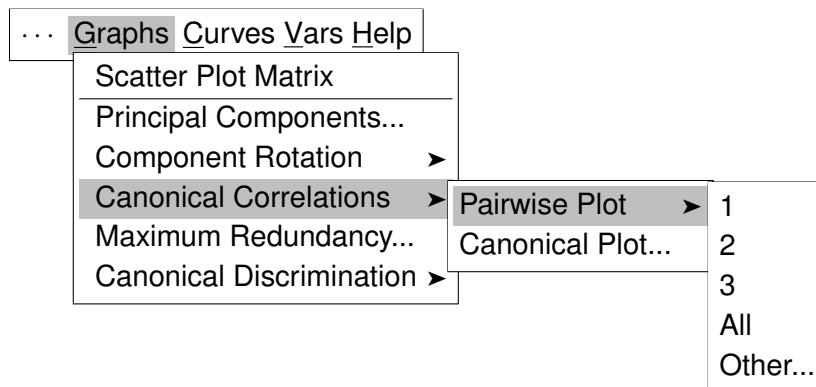 ··· Graphs Curves Vars Help
Scatter Plot Matrix
Principal Components...
Component Rotation ➤
Canonical Correlations ➤
Maximum Redundancy...
Canonical Discrimination ➤
Pairwise Plot ➤
Canonical Plot...
1
2
3
All
Other...